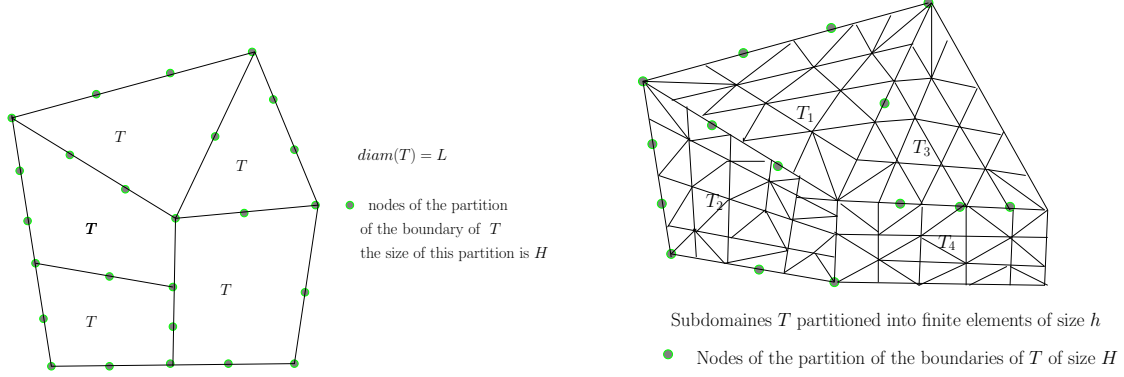 T
T
T
T
T
diam(T) = L
nodes of the partition
of the boundary of T
the size of this partition is H
T₁
T₂
T₃
T₄
Subdomaines T partitioned into finite elements of size h
Nodes of the partition of the boundaries of T of size H